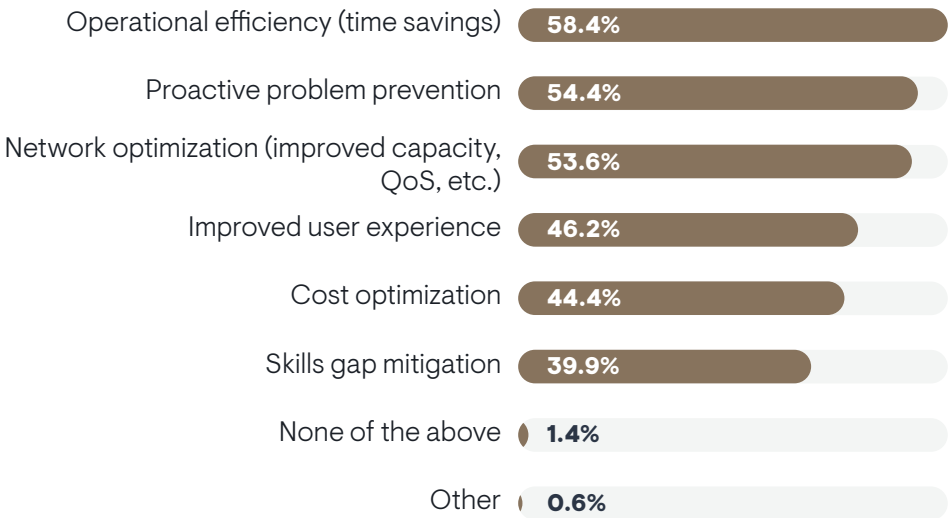 Operational efficiency (time savings) 58.4%
Proactive problem prevention 54.4%
Network optimization (improved capacity,
QoS, etc.) 53.6%
Improved user experience 46.2%
Cost optimization 44.4%
Skills gap mitigation 39.9%
None of the above 1.4%
Other 0.6%